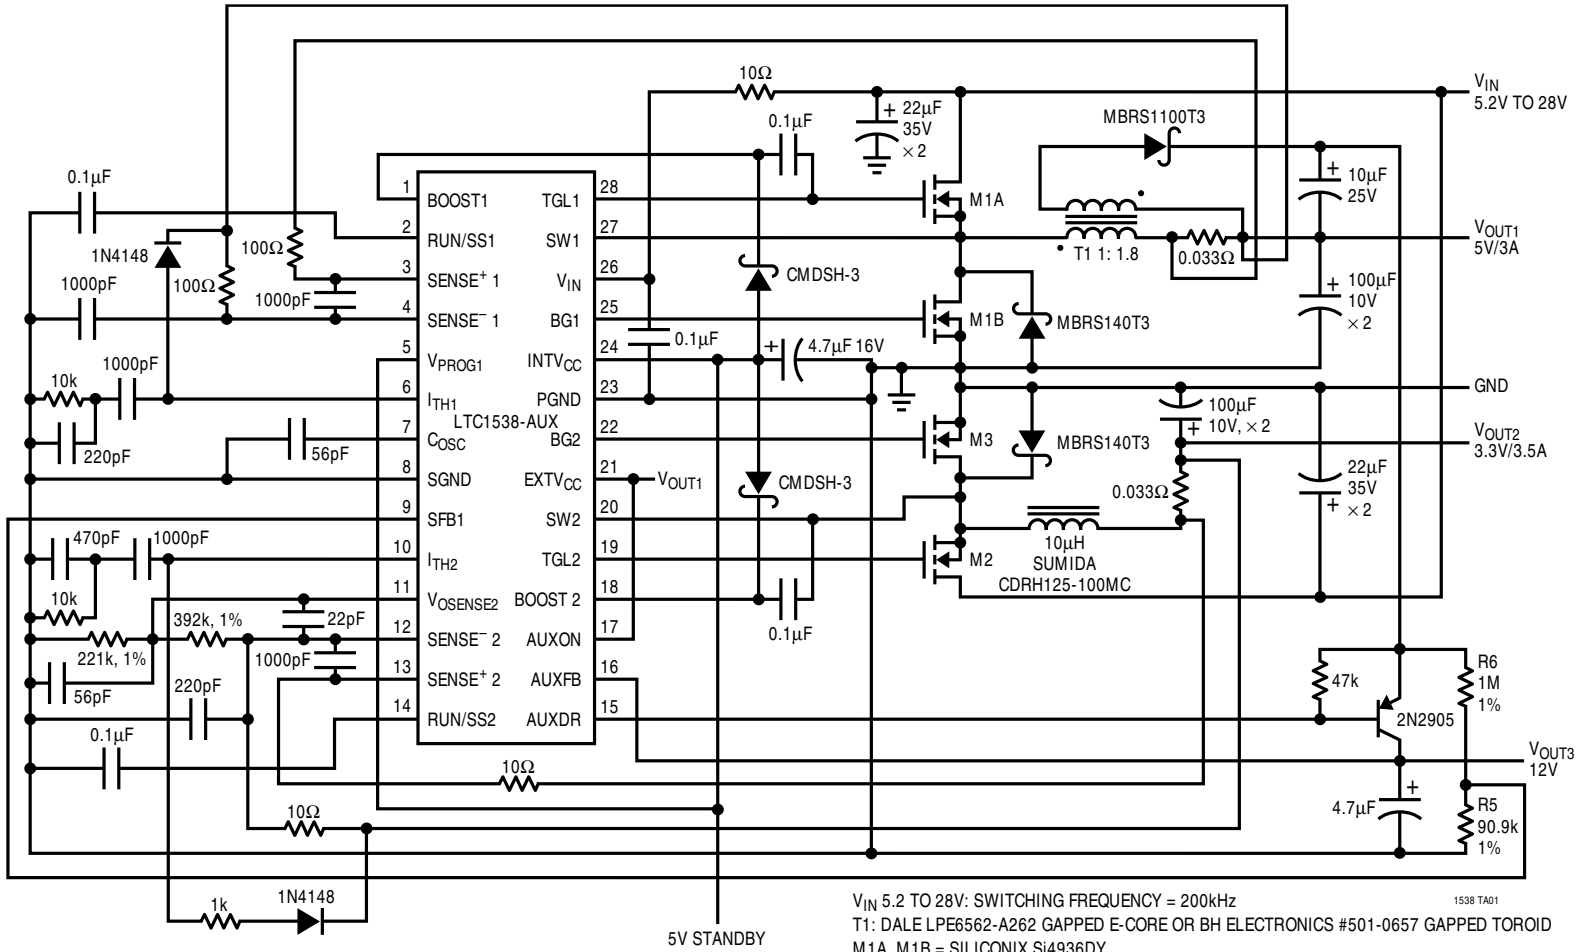 10Ω
V_IN
5.2V TO 28V
22µF
35V
×2
0.1µF
MBRS1100T3
10µF
25V
0.1µF
1
BOOST1
TGL1
28
M1A
2
RUN/SS1
SW1
27
V_OUT1
5V/3A
1N4148
100Ω
T1 1: 1.8
0.033Ω
3
SENSE+ 1
V_IN
26
CMDSH-3
1000pF
100Ω
1000pF
100µF
10V
×2
4
SENSE− 1
BG1
25
M1B
MBRS140T3
0.1µF
5
V_PROG1
INTV_CC
24
4.7µF 16V
1000pF
10k
6
I_TH1
PGND
23
GND
LTC1538-AUX
220pF
56pF
7
C_OSC
BG2
22
M3
MBRS140T3
100µF
10V, ×2
V_OUT2
3.3V/3.5A
8
SGND
EXTV_CC
21
V_OUT1
CMDSH-3
0.033Ω
22µF
35V
×2
9
SFB1
SW2
20
470pF
1000pF
10
I_TH2
TGL2
19
M2
10µH
SUMIDA
CDRH125-100MC
10k
11
V_OSENSE2
BOOST 2
18
0.1µF
392k, 1%
22pF
12
SENSE− 2
AUXON
17
221k, 1%
1000pF
13
SENSE+ 2
AUXFB
16
47k
R6
1M
1%
56pF
220pF
14
RUN/SS2
AUXDR
15
2N2905
0.1µF
V_OUT3
12V
10Ω
10Ω
4.7µF
R5
90.9k
1%
1k
1N4148
5V STANDBY
V_IN 5.2 TO 28V: SWITCHING FREQUENCY = 200kHz
1538 TA01
T1: DALE LPE6562-A262 GAPPED E-CORE OR BH ELECTRONICS #501-0657 GAPPED TOROID
M1A, M1B = SILICONIX Si4936DY